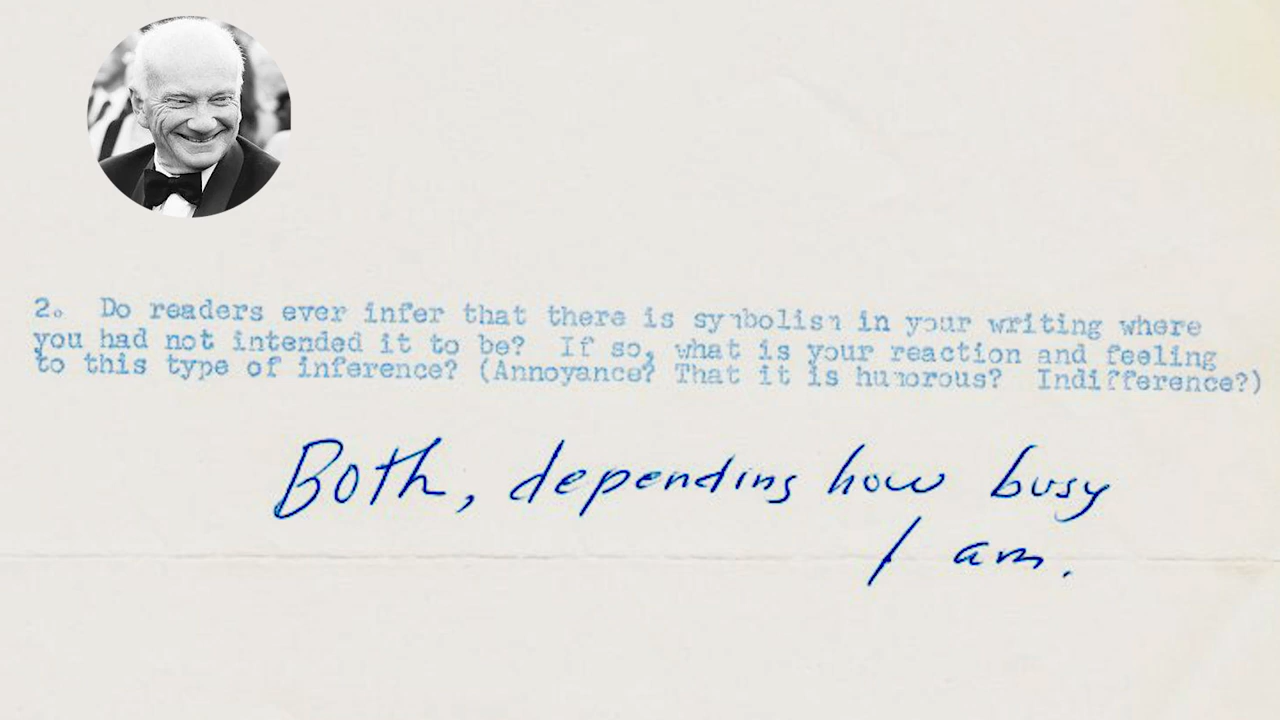 2. Do readers ever infer that there is symbolism in your writing where
you had not intended it to be? If so, what is your reaction and feeling
to this type of inference? (Annoyance? That it is humorous? Indifference?)
Both, depending how busy
I am.